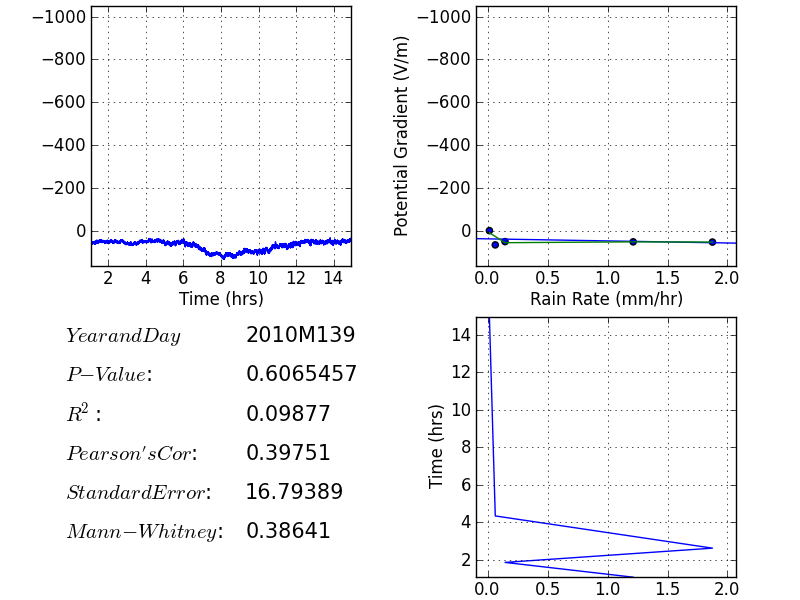 −1000
−800
−600
−400
−200
0
2 4 6 8 10 12 14
Time (hrs)
Potential Gradient (V/m)
−1000
−800
−600
−400
−200
0
0.0 0.5 1.0 1.5 2.0
Rain Rate (mm/hr)
YearandDay 2010M139
P−Value: 0.6065457
R²: 0.09877
Pearson'sCor: 0.39751
StandardError: 16.79389
Mann−Whitney: 0.38641
Time (hrs)
14
12
10
8
6
4
2
0.0 0.5 1.0 1.5 2.0